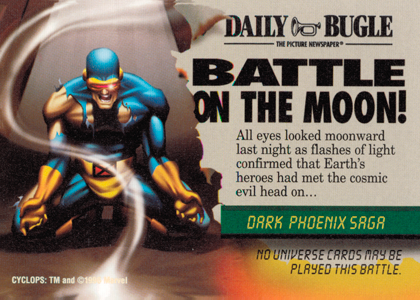 DAILY BUGLE
THE PICTURE NEWSPAPER®
BATTLE
ON THE MOON!
All eyes looked moonward
last night as flashes of light
confirmed that Earth's
heroes had met the cosmic
evil head on...
DARK PHOENIX SAGA
NO UNIVERSE CARDS MAY BE
PLAYED THIS BATTLE.
CYCLOPS: TM and © Marvel